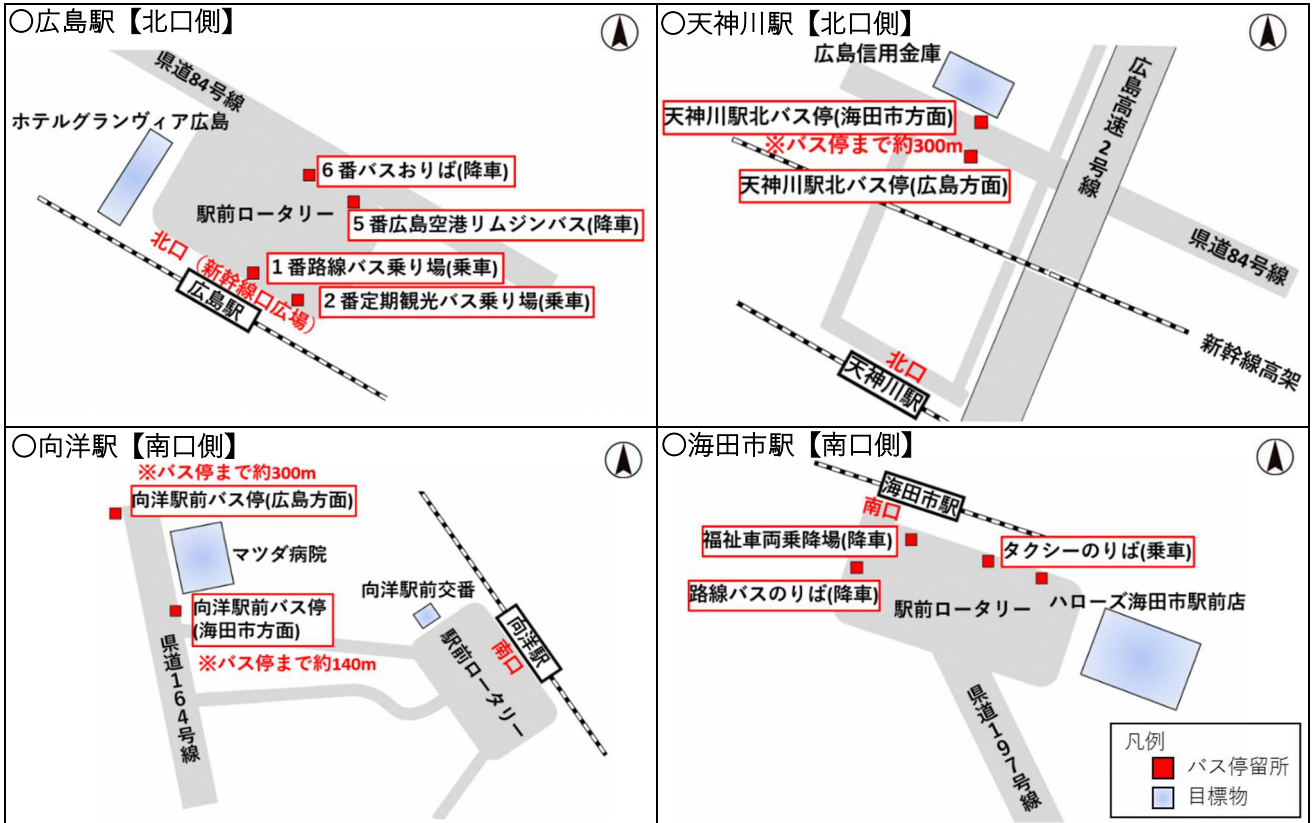 〇広島駅【北口側】
県道84号線
ホテルグランヴィア広島
6番バスおりば(降車)
駅前ロータリー
5番広島空港リムジンバス(降車)
北口（新幹線口広場）
1番路線バス乗り場(乗車)
広島駅
2番定期観光バス乗り場(乗車)
〇天神川駅【北口側】
広島信用金庫
広島高速2号線
天神川駅北バス停(海田市方面)
※バス停まで約300m
天神川駅北バス停(広島方面)
県道84号線
新幹線高架
北口
天神川駅
〇向洋駅【南口側】
※バス停まで約300m
向洋駅前バス停(広島方面)
マツダ病院
向洋駅前交番
向洋駅前バス停
(海田市方面)
※バス停まで約140m
県道164号線
駅前ロータリー
南口
向洋駅
〇海田市駅【南口側】
海田市駅
南口
福祉車両乗降場(降車)
タクシーのりば(乗車)
路線バスのりば(降車)
駅前ロータリー
ハローズ海田市駅前店
県道197号線
凡例
バス停留所
目標物